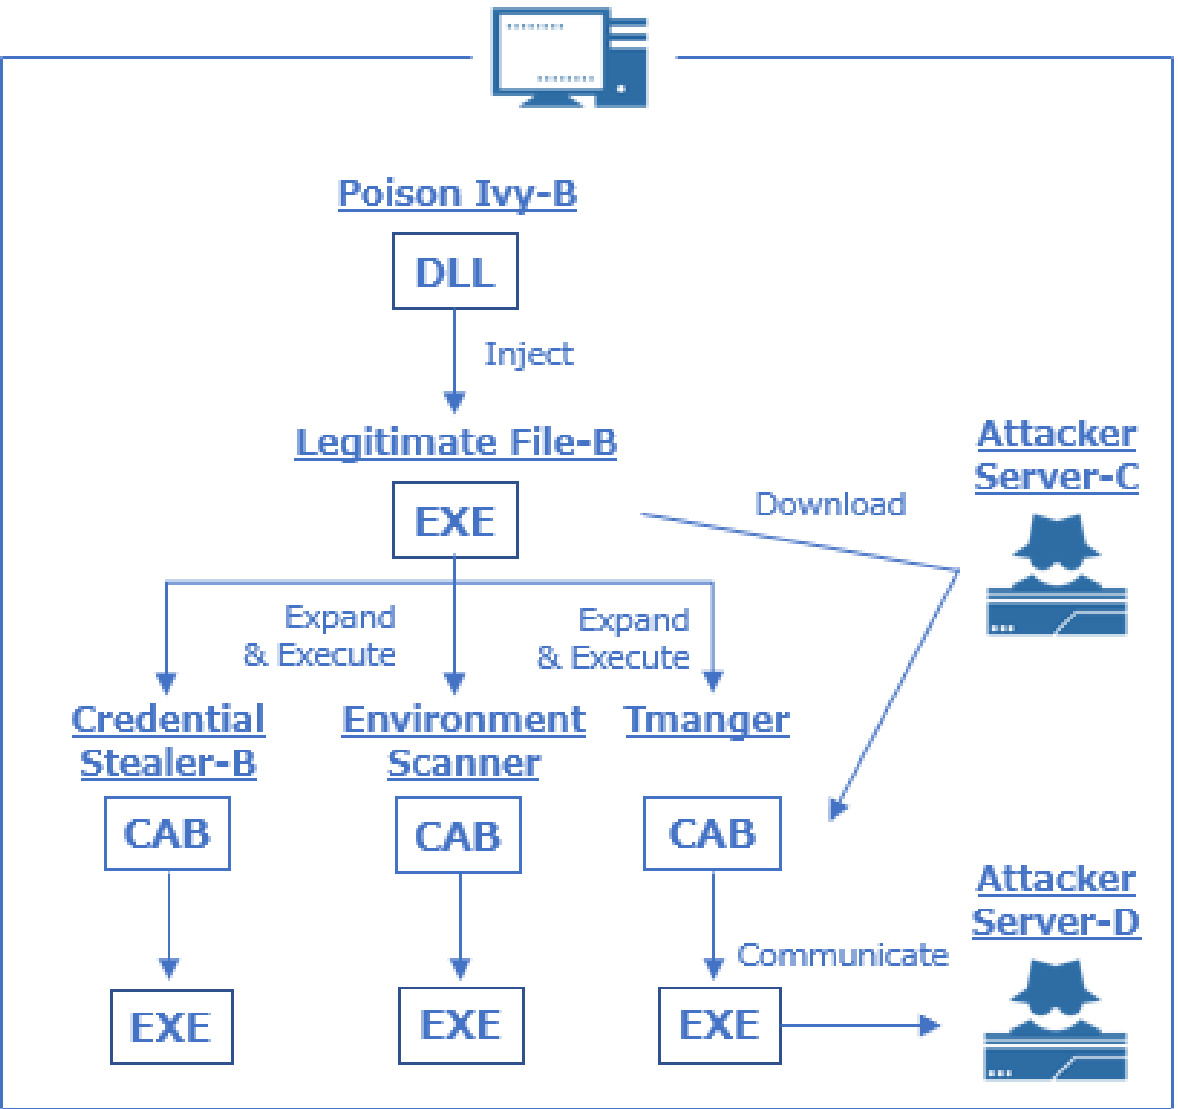 Poison Ivy-B
DLL
Inject
Legitimate File-B
EXE
Download
Attacker
Server-C
Expand
& Execute
Expand
& Execute
Credential
Stealer-B
Environment
Scanner
Tmanger
CAB
CAB
CAB
Attacker
Server-D
Communicate
EXE
EXE
EXE